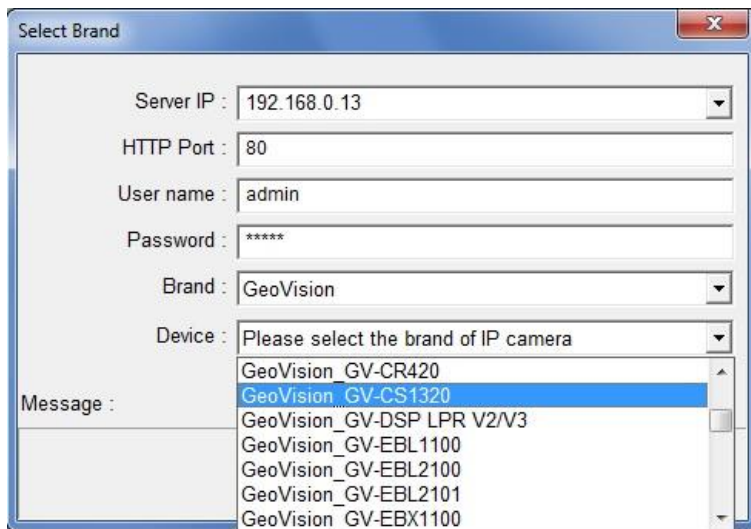 Select Brand
Server IP : 192.168.0.13
HTTP Port : 80
User name : admin
Password : *****
Brand : GeoVision
Device : Please select the brand of IP camera
GeoVision_GV-CR420
GeoVision_GV-CS1320
Message :
GeoVision_GV-DSP LPR V2/V3
GeoVision_GV-EBL1100
GeoVision_GV-EBL2100
GeoVision_GV-EBL2101
GeoVision_GV-EBX1100